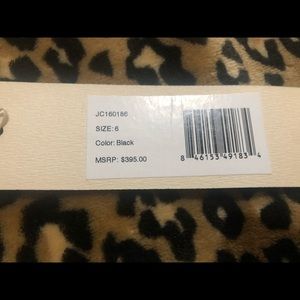 JC160186
SIZE: 6
Color: Black
MSRP: $395.00
8 46153 49183 4